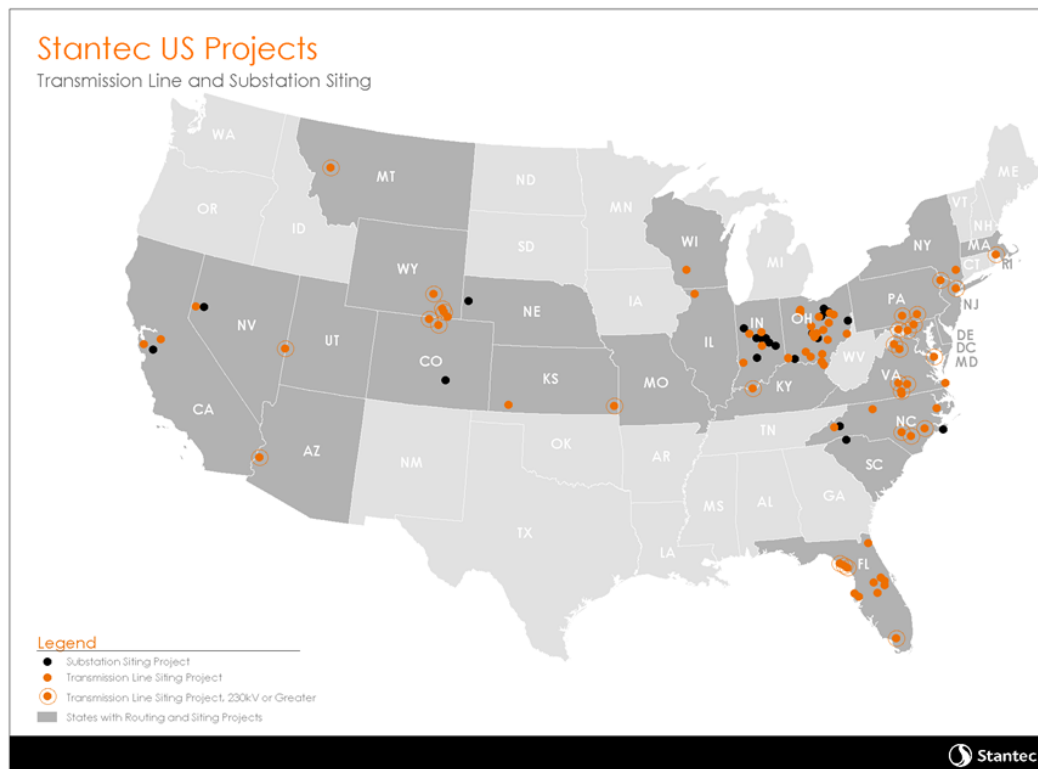 Stantec US Projects
Transmission Line and Substation Siting
WA
MT
ND
MN
ME
VT
NH
OR
ID
SD
WI
NY
MA
CT
RI
MI
WY
IA
PA
NJ
NE
NV
UT
IL
IN
OH
DE
DC
MD
WV
CO
VA
KS
MO
KY
CA
NC
TN
AZ
NM
OK
AR
SC
MS
AL
GA
TX
LA
FL
Legend
Substation Siting Project
Transmission Line Siting Project
Transmission Line Siting Project, 230kV or Greater
States with Routing and Siting Projects
Stantec